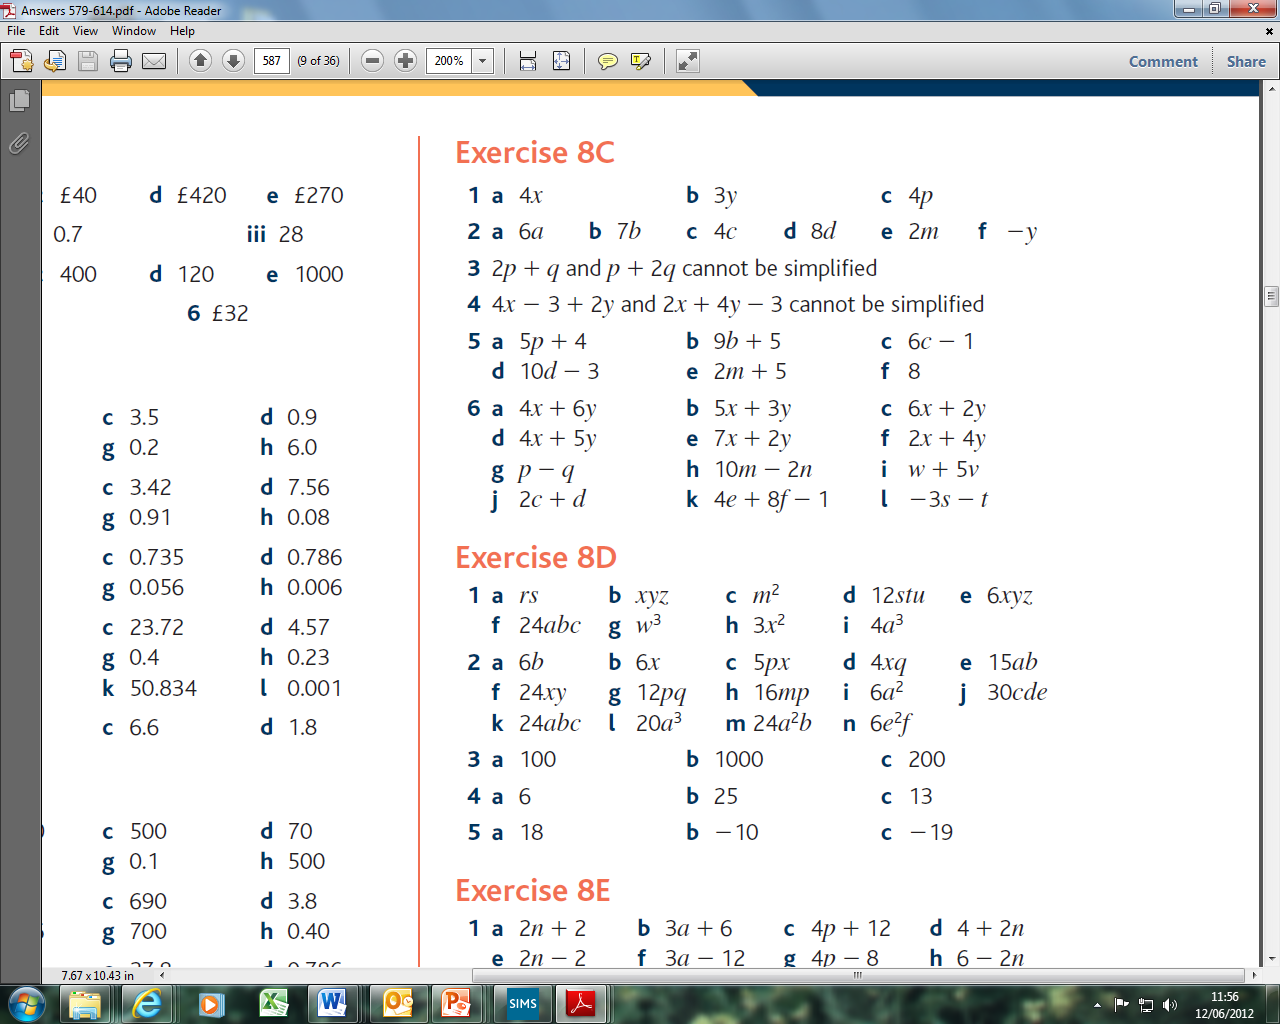 Answers 579-614.pdf - Adobe Reader
File Edit View Window Help
587 (9 of 36) 200% Comment Share
£40 d £420 e £270
0.7 iii 28
400 d 120 e 1000
6 £32
c 3.5 d 0.9
g 0.2 h 6.0
c 3.42 d 7.56
g 0.91 h 0.08
c 0.735 d 0.786
g 0.056 h 0.006
c 23.72 d 4.57
g 0.4 h 0.23
k 50.834 l 0.001
c 6.6 d 1.8
c 500 d 70
g 0.1 h 500
c 690 d 3.8
g 700 h 0.40
Exercise 8C
1 a 4x b 3y c 4p
2 a 6a b 7b c 4c d 8d e 2m f −y
3 2p + q and p + 2q cannot be simplified
4 4x − 3 + 2y and 2x + 4y − 3 cannot be simplified
5 a 5p + 4 b 9b + 5 c 6c − 1
d 10d − 3 e 2m + 5 f 8
6 a 4x + 6y b 5x + 3y c 6x + 2y
d 4x + 5y e 7x + 2y f 2x + 4y
g p − q h 10m − 2n i w + 5v
j 2c + d k 4e + 8f − 1 l −3s − t
Exercise 8D
1 a rs b xyz c m² d 12stu e 6xyz
f 24abc g w³ h 3x² i 4a³
2 a 6b b 6x c 5px d 4xq e 15ab
f 24xy g 12pq h 16mp i 6a² j 30cde
k 24abc l 20a³ m 24a²b n 6e²f
3 a 100 b 1000 c 200
4 a 6 b 25 c 13
5 a 18 b −10 c −19
Exercise 8E
1 a 2n + 2 b 3a + 6 c 4p + 12 d 4 + 2n
e 2n − 2 f 3a − 12 g 4p − 8 h 6 − 2n
7.67 x 10.43 in
SIMS
11:56
12/06/2012